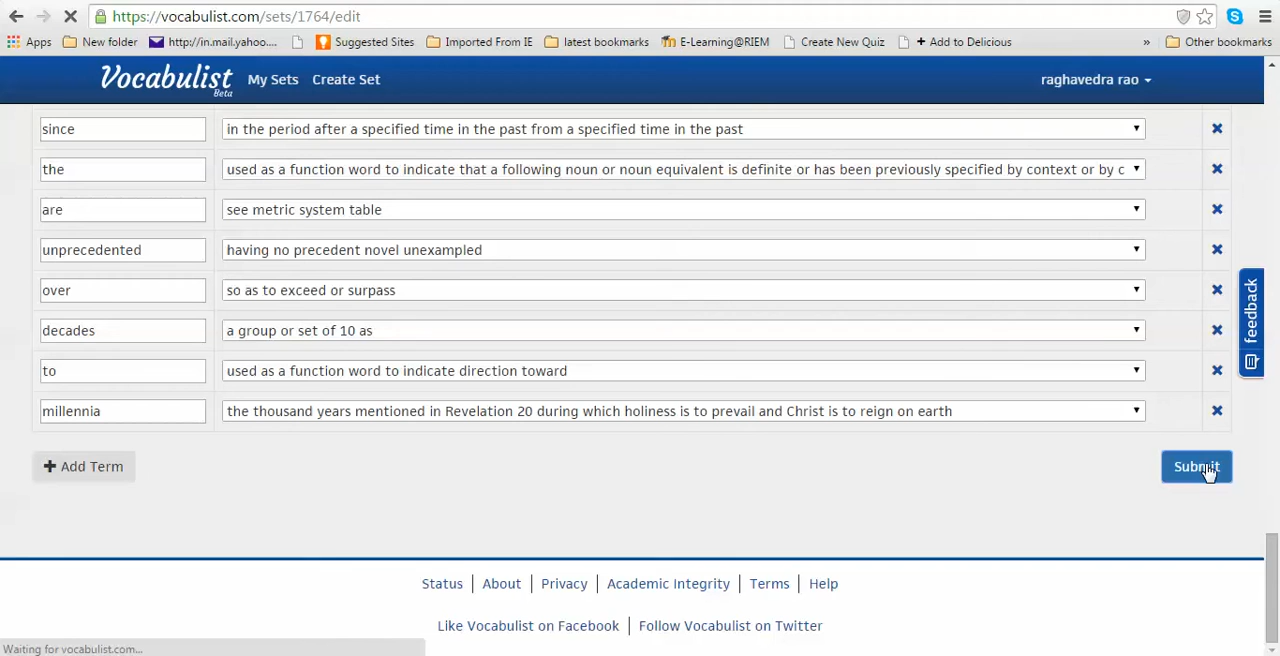 https://vocabulist.com/sets/1764/edit
Apps New folder http://in.mail.yahoo.... Suggested Sites Imported From IE latest bookmarks E-Learning@RIEM Create New Quiz + Add to Delicious » Other bookmarks
Vocabulist Beta My Sets Create Set raghavedra rao
since in the period after a specified time in the past from a specified time in the past
the used as a function word to indicate that a following noun or noun equivalent is definite or has been previously specified by context or by c
are see metric system table
unprecedented having no precedent novel unexampled
over so as to exceed or surpass
feedback
decades a group or set of 10 as
to used as a function word to indicate direction toward
millennia the thousand years mentioned in Revelation 20 during which holiness is to prevail and Christ is to reign on earth
+ Add Term Submit
Status | About | Privacy | Academic Integrity | Terms | Help
Like Vocabulist on Facebook | Follow Vocabulist on Twitter
Waiting for vocabulist.com...